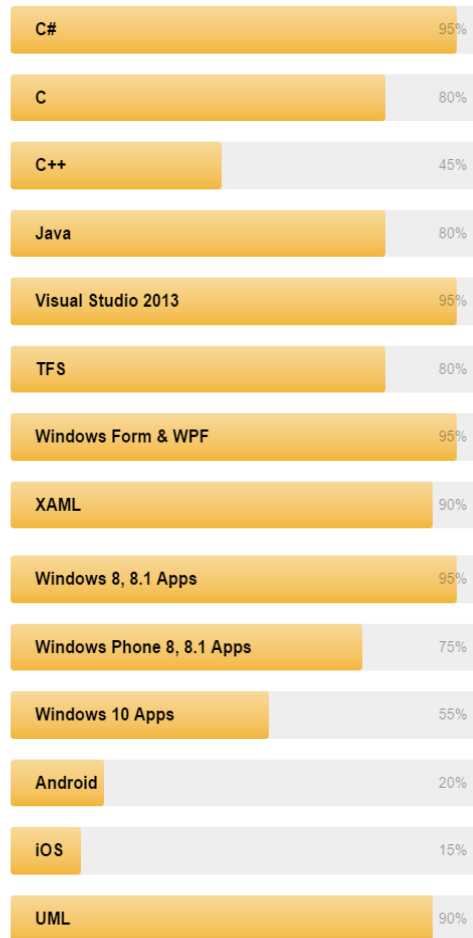 C# 95%
C 80%
C++ 45%
Java 80%
Visual Studio 2013 95%
TFS 80%
Windows Form & WPF 95%
XAML 90%
Windows 8, 8.1 Apps 95%
Windows Phone 8, 8.1 Apps 75%
Windows 10 Apps 55%
Android 20%
iOS 15%
UML 90%